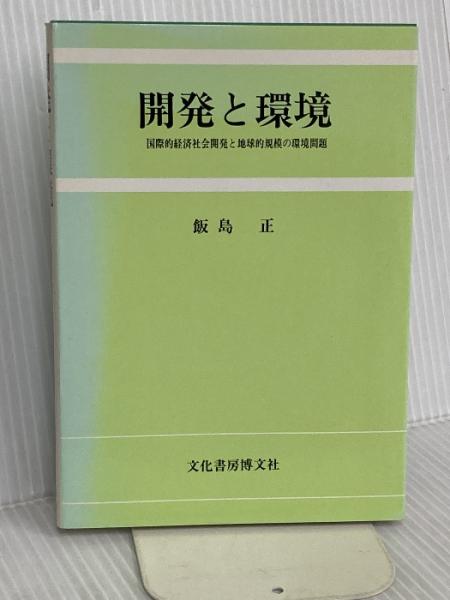 開発と環境
国際的経済社会開発と地球的規模の環境問題
飯島 正
文化書房博文社